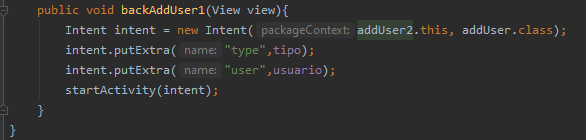 public void backAddUser1(View view){
Intent intent = new Intent( packageContext: addUser2.this, addUser.class);
intent.putExtra( name: "type",tipo);
intent.putExtra( name: "user",usuario);
startActivity(intent);
}
}